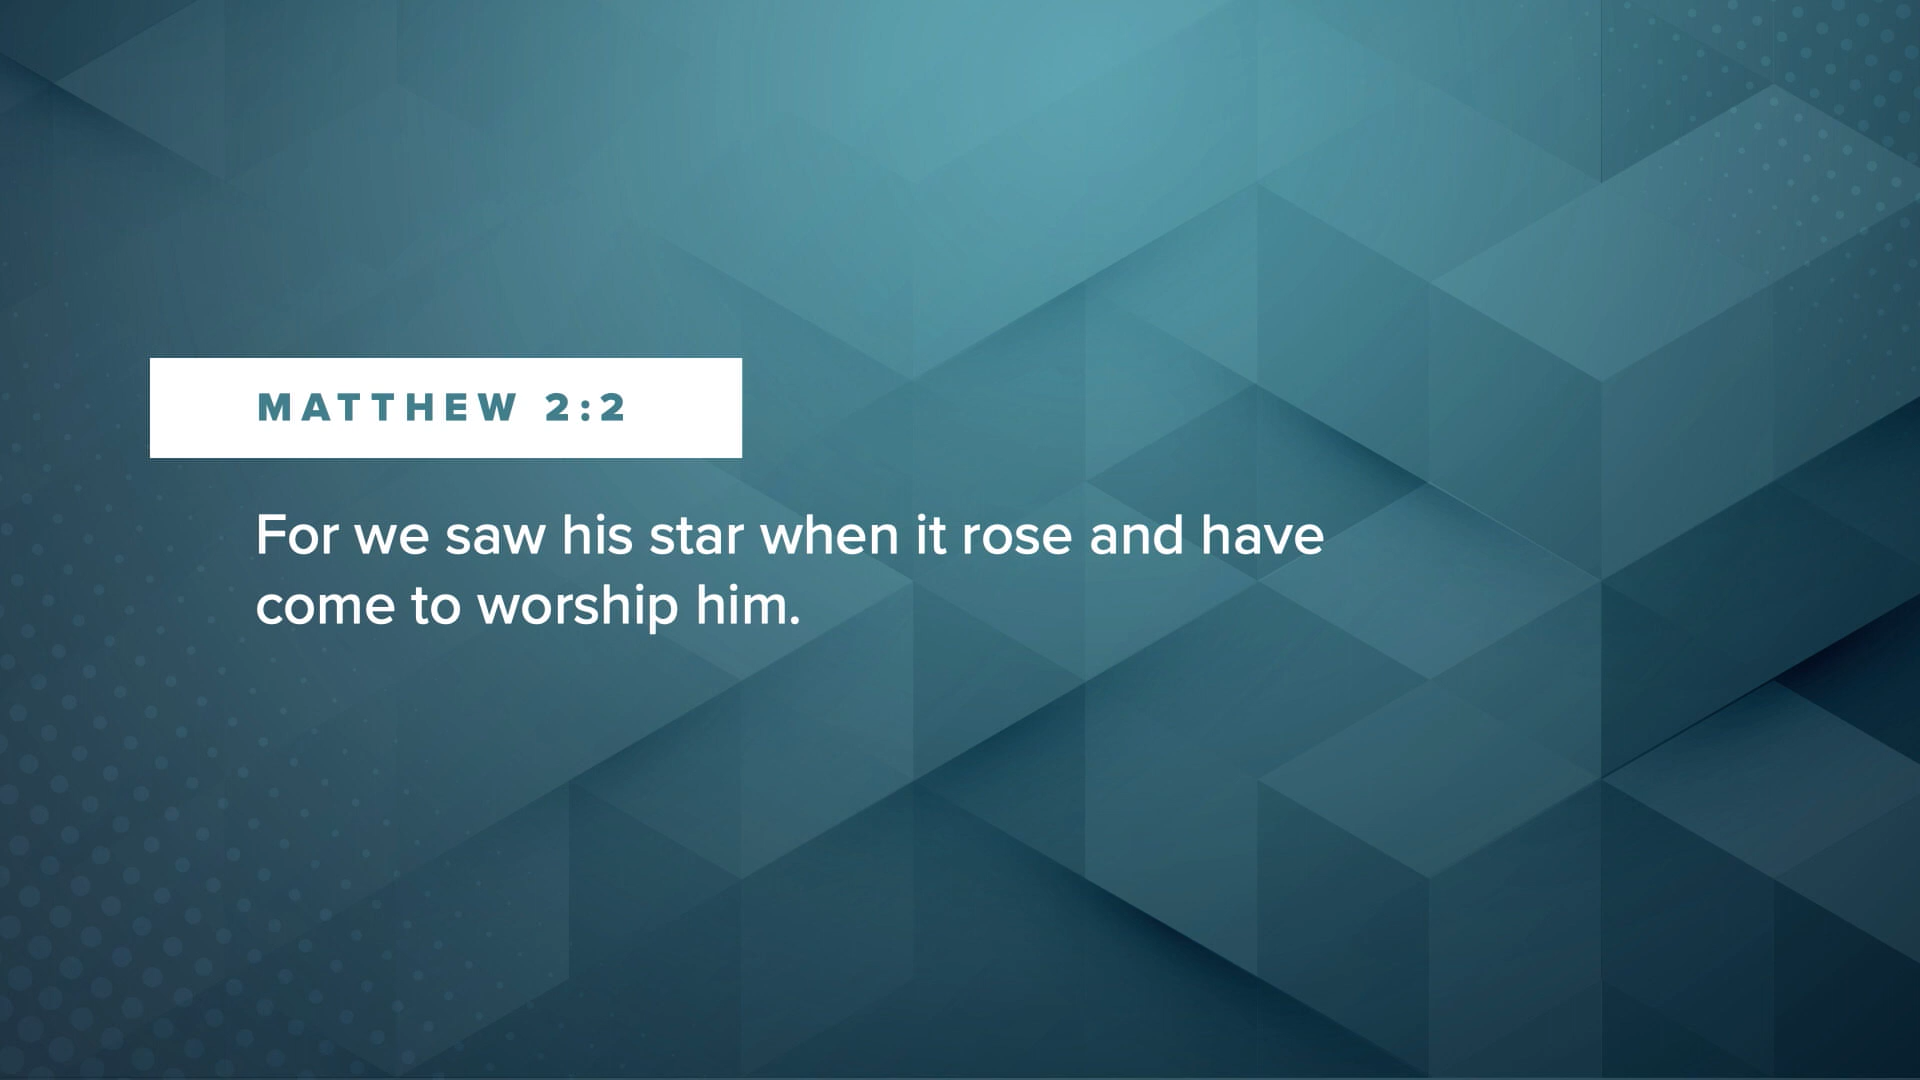 MATTHEW 2:2
For we saw his star when it rose and have
come to worship him.